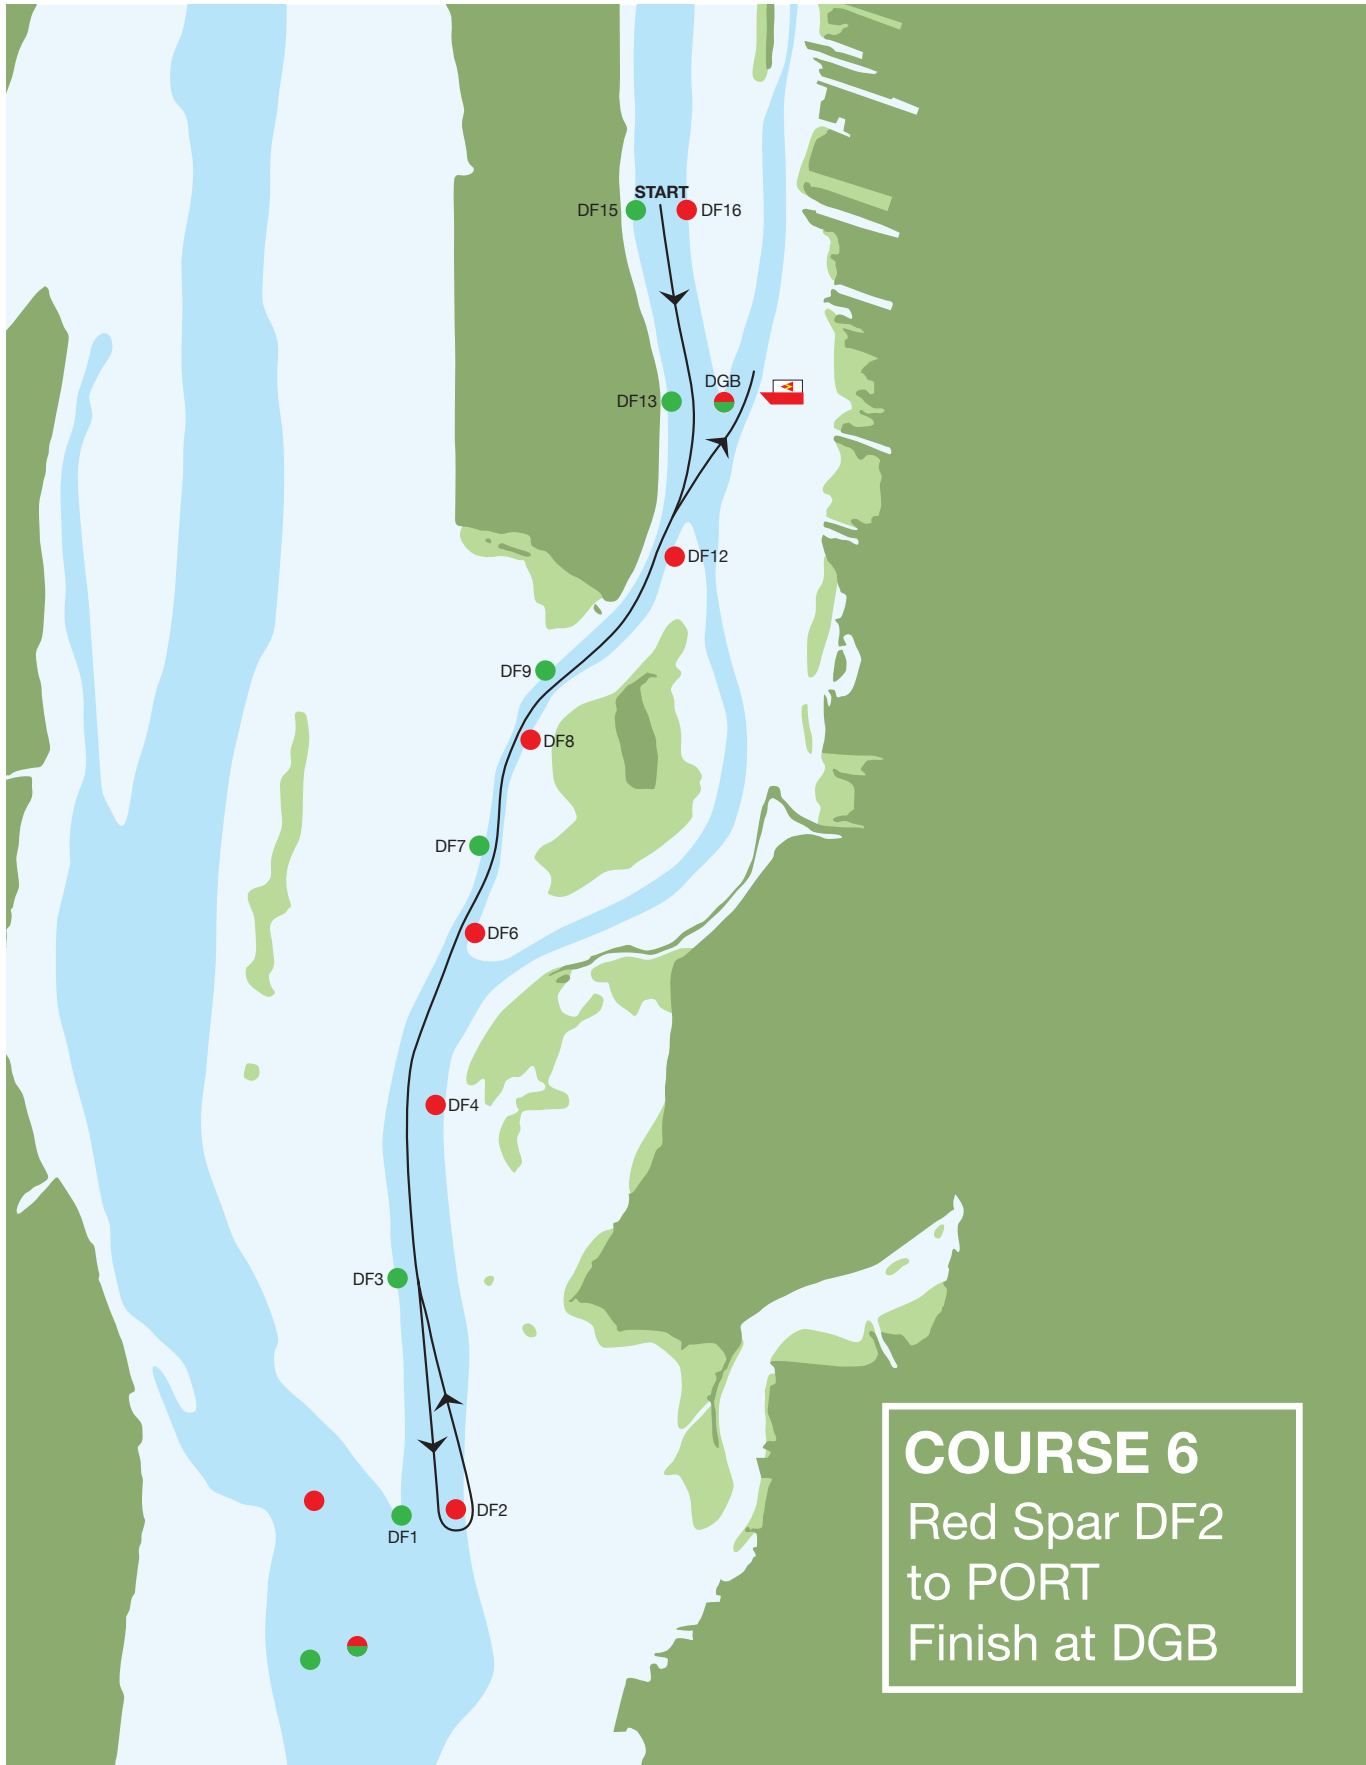 START
DF15
DF16
DGB
DF13
DF12
DF9
DF8
DF7
DF6
DF4
DF3
DF2
DF1
COURSE 6
Red Spar DF2
to PORT
Finish at DGB